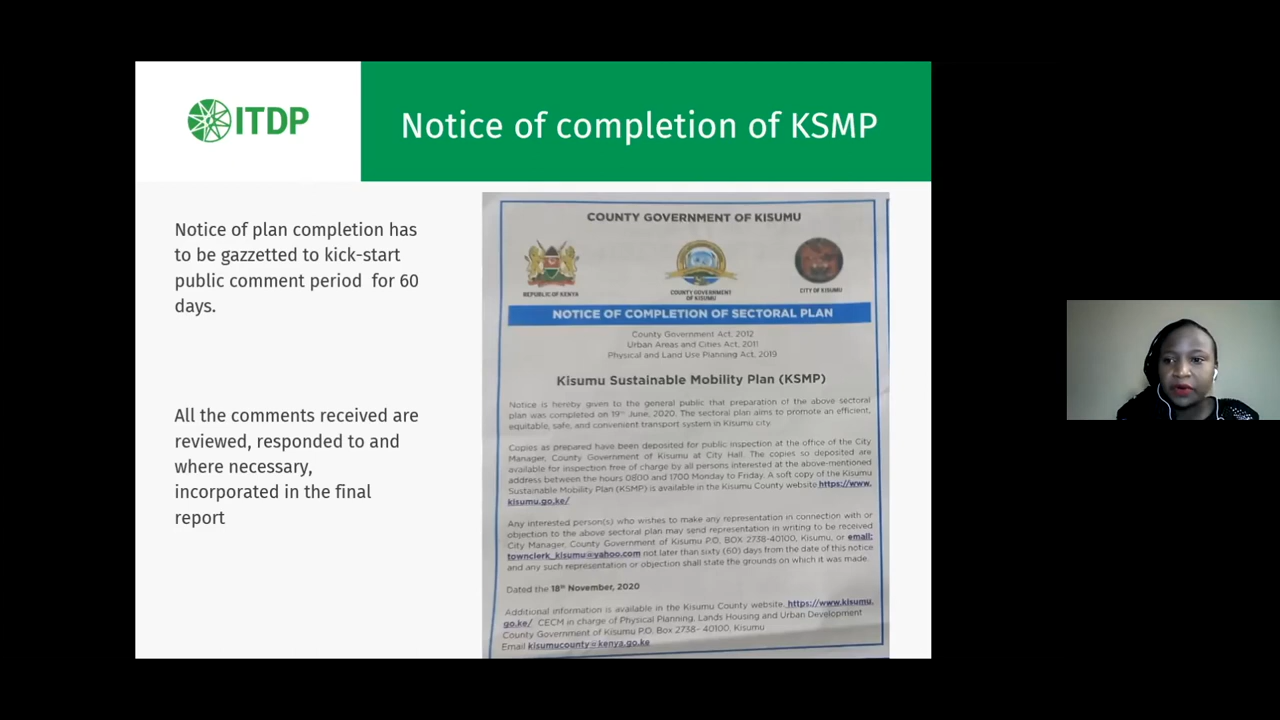 ITDP
Notice of completion of KSMP
Notice of plan completion has
to be gazzetted to kick-start
public comment period for 60
days.
All the comments received are
reviewed, responded to and
where necessary,
incorporated in the final
report
COUNTY GOVERNMENT OF KISUMU
REPUBLIC OF KENYA
COUNTY GOVERNMENT
OF KISUMU
CITY OF KISUMU
NOTICE OF COMPLETION OF SECTORAL PLAN
County Government Act, 2012
Urban Areas and Cities Act, 2011
Physical and Land Use Planning Act, 2019
Kisumu Sustainable Mobility Plan (KSMP)
Notice is hereby given to the general public that preparation of the above sectoral
plan was completed on 19th June, 2020. The sectoral plan aims to promote an efficient,
equitable, safe, and convenient transport system in Kisumu city.
Copies as prepared have been deposited for public inspection at the office of the City
Manager, County Government of Kisumu at City Hall. The copies so deposited are
available for inspection free of charge by all persons interested at the above-mentioned
address between the hours 0800 and 1700 Monday to Friday. A soft copy of the Kisumu
Sustainable Mobility Plan (KSMP) is available in the Kisumu County website https://www.
kisumu.go.ke/
Any interested person(s) who wishes to make any representation in connection with or
objection to the above sectoral plan may send representation in writing to be received
City Manager, County Government of Kisumu P.O. BOX 2738-40100, Kisumu, or email:
townclerk_kisumu@yahoo.com not later than sixty (60) days from the date of this notice
and any such representation or objection shall state the grounds on which it was made.
Dated the 18th November, 2020
Additional information is available in the Kisumu County website https://www.kisumu.
go.ke/ CECM in charge of Physical Planning, Lands Housing and Urban Development
County Government of Kisumu P.O. Box 2738- 40100, Kisumu
Email kisumucounty@kenya.go.ke